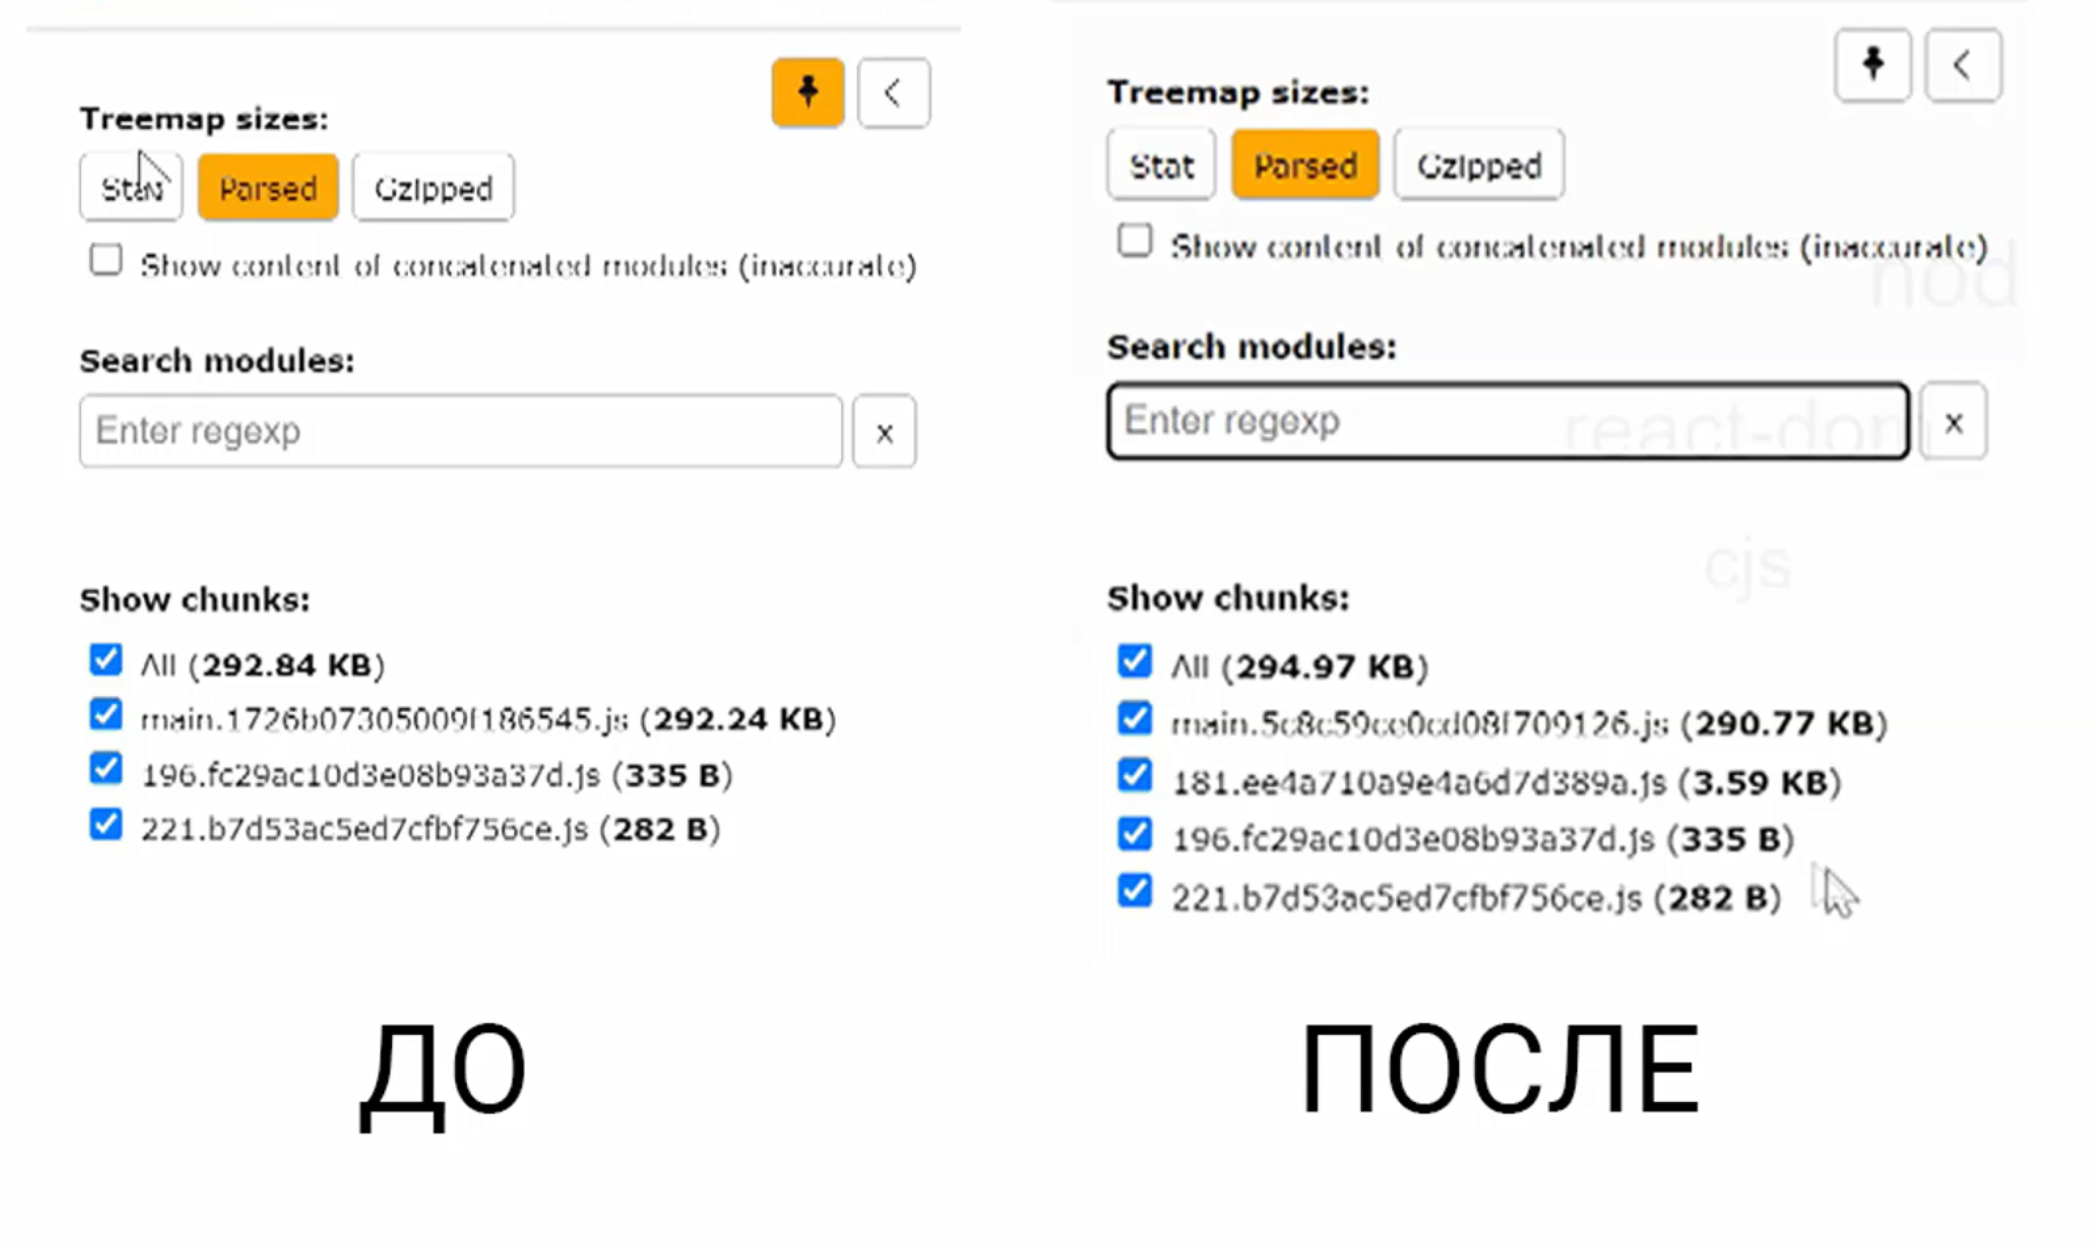 Treemap sizes:
Stat
Parsed
Gzipped
Show content of concatenated modules (inaccurate)
Search modules:
Enter regexp
x
Show chunks:
All (292.84 KB)
main.1726b07305009f186545.js (292.24 KB)
196.fc29ac10d3e08b93a37d.js (335 B)
221.b7d53ac5ed7cfbf756ce.js (282 B)
ДО
Treemap sizes:
Stat
Parsed
Gzipped
Show content of concatenated modules (inaccurate)
nod
Search modules:
Enter regexp
react-dom
x
cjs
Show chunks:
All (294.97 KB)
main.5c8c59ce0cd08f709126.js (290.77 KB)
181.ee4a710a9e4a6d7d389a.js (3.59 KB)
196.fc29ac10d3e08b93a37d.js (335 B)
221.b7d53ac5ed7cfbf756ce.js (282 B)
ПОСЛЕ